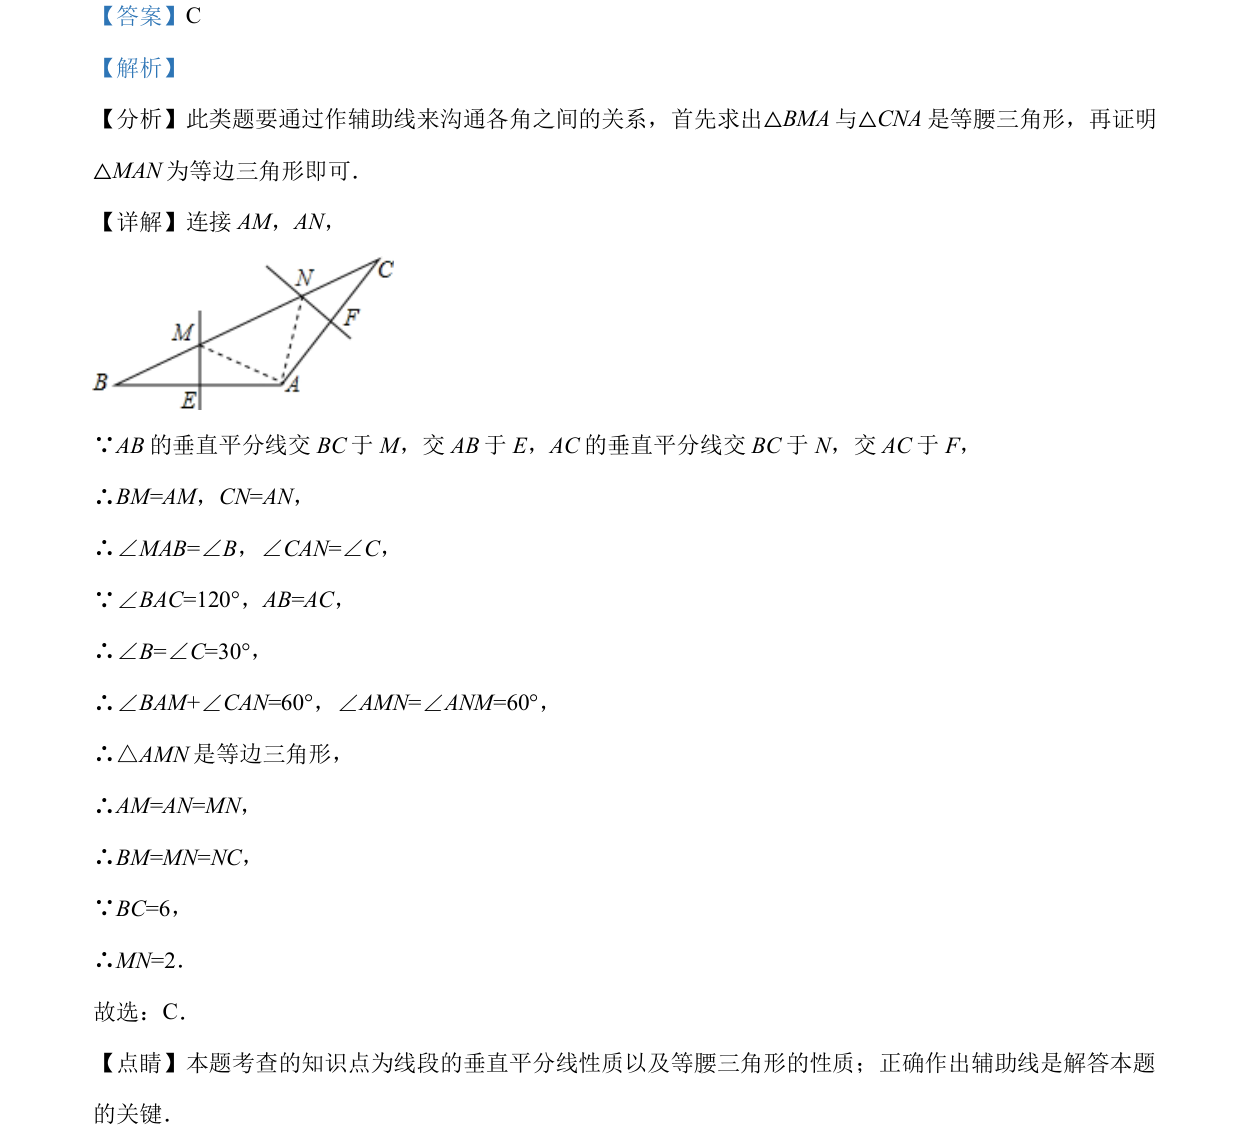 【答案】C
【解析】
【分析】此类题要通过作辅助线来沟通各角之间的关系，首先求出△BMA与△CNA是等腰三角形，再证明
△MAN为等边三角形即可．
【详解】连接AM，AN，
N
C
F
M
B
A
E
∵AB的垂直平分线交BC于M，交AB于E，AC的垂直平分线交BC于N，交AC于F，
∴BM=AM，CN=AN，
∴∠MAB=∠B，∠CAN=∠C，
∵∠BAC=120°，AB=AC，
∴∠B=∠C=30°，
∴∠BAM+∠CAN=60°，∠AMN=∠ANM=60°，
∴△AMN是等边三角形，
∴AM=AN=MN，
∴BM=MN=NC，
∵BC=6，
∴MN=2．
故选：C．
【点睛】本题考查的知识点为线段的垂直平分线性质以及等腰三角形的性质；正确作出辅助线是解答本题
的关键．